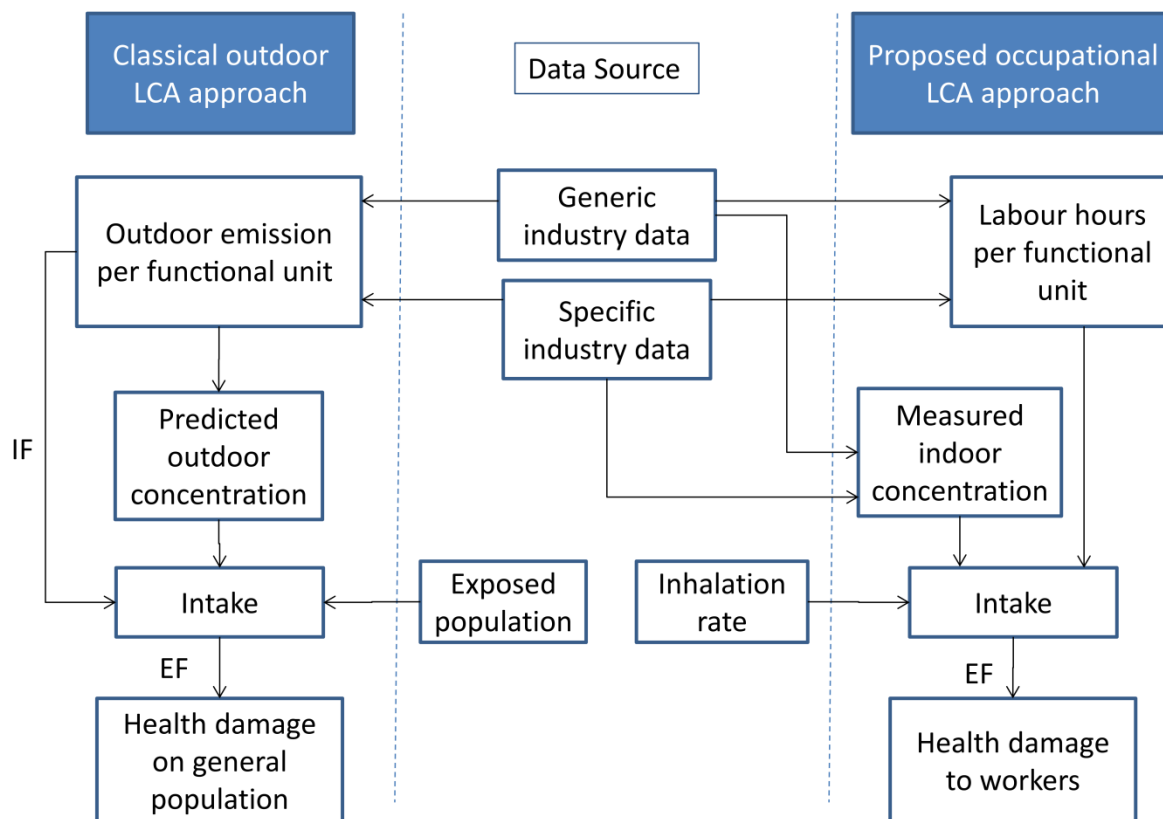 Classical outdoor
LCA approach
Data Source
Proposed occupational
LCA approach
Outdoor emission
per functional unit
Generic
industry data
Labour hours
per functional
unit
Specific
industry data
IF
Predicted
outdoor
concentration
Measured
indoor
concentration
Intake
Exposed
population
Inhalation
rate
Intake
EF
EF
Health damage
on general
population
Health damage
to workers